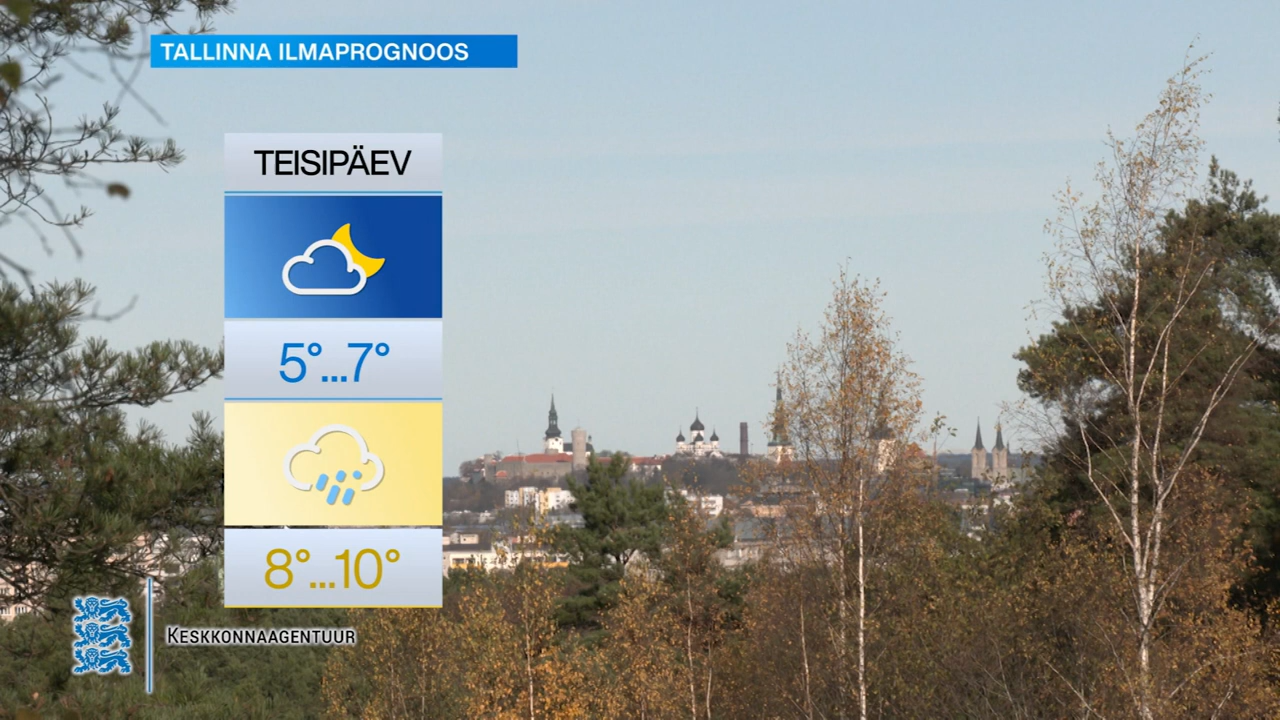 TALLINNA ILMAPROGNOOS
TEISIPÄEV
5°...7°
8°...10°
KESKKONNAAGENTUUR